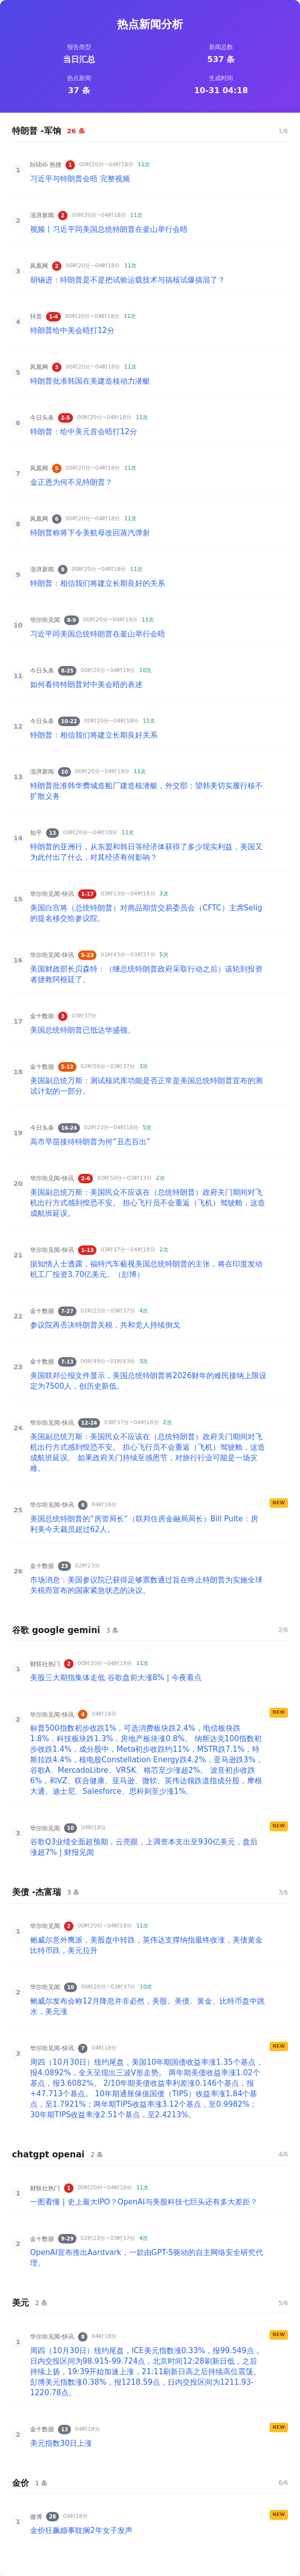 热点新闻分析
报告类型
当日汇总
新闻总数
537 条
热点新闻
37 条
生成时间
10-31 04:18
特朗普 -军饷 26 条 1/6
1
bilibili 热搜 1 00时20分~04时18分 11次
习近平与特朗普会晤 完整视频
2
澎湃新闻 2 00时20分~04时18分 11次
视频丨习近平同美国总统特朗普在釜山举行会晤
3
凤凰网 2 00时20分~04时18分 11次
胡锡进：特朗普是不是把试验运载技术与搞核试爆搞混了？
4
抖音 1-4 00时20分~04时18分 11次
特朗普给中美会晤打12分
5
凤凰网 3 00时20分~04时18分 11次
特朗普批准韩国在美建造核动力潜艇
6
今日头条 2-5 00时20分~04时18分 11次
特朗普：给中美元首会晤打12分
7
凤凰网 5 00时20分~04时18分 11次
金正恩为何不见特朗普？
8
凤凰网 6 00时20分~04时18分 11次
特朗普称将下令美航母改回蒸汽弹射
9
澎湃新闻 8 00时20分~04时18分 11次
特朗普：相信我们将建立长期良好的关系
10
华尔街见闻 8-9 00时20分~04时18分 11次
习近平同美国总统特朗普在釜山举行会晤
11
今日头条 8-25 00时20分~04时18分 10次
如何看待特朗普对中美会晤的表述
12
今日头条 10-22 00时20分~04时18分 11次
特朗普：相信我们将建立长期良好关系
13
澎湃新闻 10 00时20分~04时18分 11次
特朗普批准韩华费城造船厂建造核潜艇，外交部：望韩美切实履行核不
扩散义务
14
知乎 13 00时20分~04时18分 11次
特朗普的亚洲行，从东盟和韩日等经济体获得了多少现实利益，美国又
为此付出了什么，对其经济有何影响？
15
华尔街见闻-快讯 1-17 03时13分~04时18分 3次
美国白宫将（总统特朗普）对商品期货交易委员会（CFTC）主席Selig
的提名移交给参议院。
16
华尔街见闻-快讯 5-23 01时43分~03时37分 5次
美国财政部长贝森特：（继总统特朗普政府采取行动之后）该轮到投资
者拯救阿根廷了。
17
金十数据 3 03时37分
美国总统特朗普已抵达华盛顿。
18
金十数据 5-12 02时50分~03时37分 3次
美国副总统万斯：测试核武库功能是否正常是美国总统特朗普宣布的测
试计划的一部分。
19
今日头条 16-24 02时23分~04时18分 5次
高市早苗接待特朗普为何“丑态百出”
20
华尔街见闻-快讯 2-6 02时50分~03时13分 2次
美国副总统万斯：美国民众不应该在（总统特朗普）政府关门期间对飞
机出行方式感到惶恐不安。 担心飞行员不会重返（飞机）驾驶舱，这造
成航班延误。
21
华尔街见闻-快讯 1-13 03时37分~04时18分 2次
据知情人士透露，福特汽车藐视美国总统特朗普的主张，将在印度发动
机工厂投资3.70亿美元。（彭博）
22
金十数据 7-27 02时23分~03时37分 4次
参议院再否决特朗普关税，共和党人持续倒戈
23
金十数据 7-13 00时49分~01时43分 3次
美国联邦公报文件显示，美国总统特朗普将2026财年的难民接纳上限设
定为7500人，创历史新低。
24
华尔街见闻-快讯 12-24 03时37分~04时18分 2次
美国副总统万斯：美国民众不应该在（总统特朗普）政府关门期间对飞
机出行方式感到惶恐不安。 担心飞行员不会重返（飞机）驾驶舱，这造
成航班延误。 如果政府关门持续至感恩节，对旅行行业可能是一场灾
难。
25
华尔街见闻-快讯 6 04时18分 NEW
美国总统特朗普的“房管局长”（联邦住房金融局局长）Bill Pulte：房
利美今天裁员超过62人。
26
金十数据 23 02时23分
市场消息：美国参议院已获得足够票数通过旨在终止特朗普为实施全球
关税而宣布的国家紧急状态的决议。
谷歌 google gemini 3 条 2/6
1
财联社热门 2 00时20分~04时18分 11次
美股三大期指集体走低 谷歌盘前大涨8%丨今夜看点
2
华尔街见闻-快讯 4 04时18分 NEW
标普500指数初步收跌1%，可选消费板块跌2.4%，电信板块跌
1.8%，科技板块跌1.3%，房地产板块涨0.8%。 纳斯达克100指数初
步收跌1.4%，成分股中，Meta初步收跌约11%，MSTR跌7.1%，特
斯拉跌4.4%，核电股Constellation Energy跌4.2%，亚马逊跌3%，
谷歌A、MercadoLibre、VRSK、格芯至少涨超2%。 波音初步收跌
6%，和VZ、联合健康、亚马逊、微软、英伟达领跌道指成分股，摩根
大通、迪士尼、Salesforce、思科则至少涨1%。
3
华尔街见闻 10 04时18分 NEW
谷歌Q3业绩全面超预期，云亮眼，上调资本支出至930亿美元，盘后
涨超7% | 财报见闻
美债 -杰富瑞 3 条 3/6
1
华尔街见闻 2 00时20分~04时18分 11次
鲍威尔意外鹰派，美股盘中转跌，英伟达支撑纳指最终收涨，美债黄金
比特币跌，美元拉升
2
华尔街见闻 10 00时20分~03时37分 10次
鲍威尔发布会称12月降息并非必然，美股、美债、黄金、比特币盘中跳
水，美元涨
3
华尔街见闻-快讯 7 04时18分 NEW
周四（10月30日）纽约尾盘，美国10年期国债收益率涨1.35个基点，
报4.0892%，全天呈现出三波V形走势。 两年期美债收益率涨1.02个
基点，报3.6082%。 2/10年期美债收益率利差涨0.146个基点，报
+47.713个基点。 10年期通胀保值国债（TIPS）收益率涨1.84个基
点，至1.7921%；两年期TIPS收益率涨3.12个基点，至0.9982%；
30年期TIPS收益率涨2.51个基点，至2.4213%。
chatgpt openai 2 条 4/6
1
财联社热门 1 00时20分~04时18分 11次
一图看懂 | 史上最大IPO？OpenAI与美股科技七巨头还有多大差距？
2
金十数据 9-29 02时23分~03时37分 4次
OpenAI宣布推出Aardvark，一款由GPT-5驱动的自主网络安全研究代
理。
美元 2 条 5/6
1
华尔街见闻-快讯 8 04时18分 NEW
周四（10月30日）纽约尾盘，ICE美元指数涨0.33%，报99.549点，
日内交投区间为98.915-99.724点，北京时间12:28刷新日低，之后
持续上扬，19:39开始加速上涨，21:11刷新日高之后持续高位震荡。
彭博美元指数涨0.38%，报1218.59点，日内交投区间为1211.93-
1220.78点。
2
金十数据 13 04时18分 NEW
美元指数30日上涨
金价 1 条 6/6
1
微博 28 04时18分 NEW
金价狂飙婚事耽搁2年女子发声